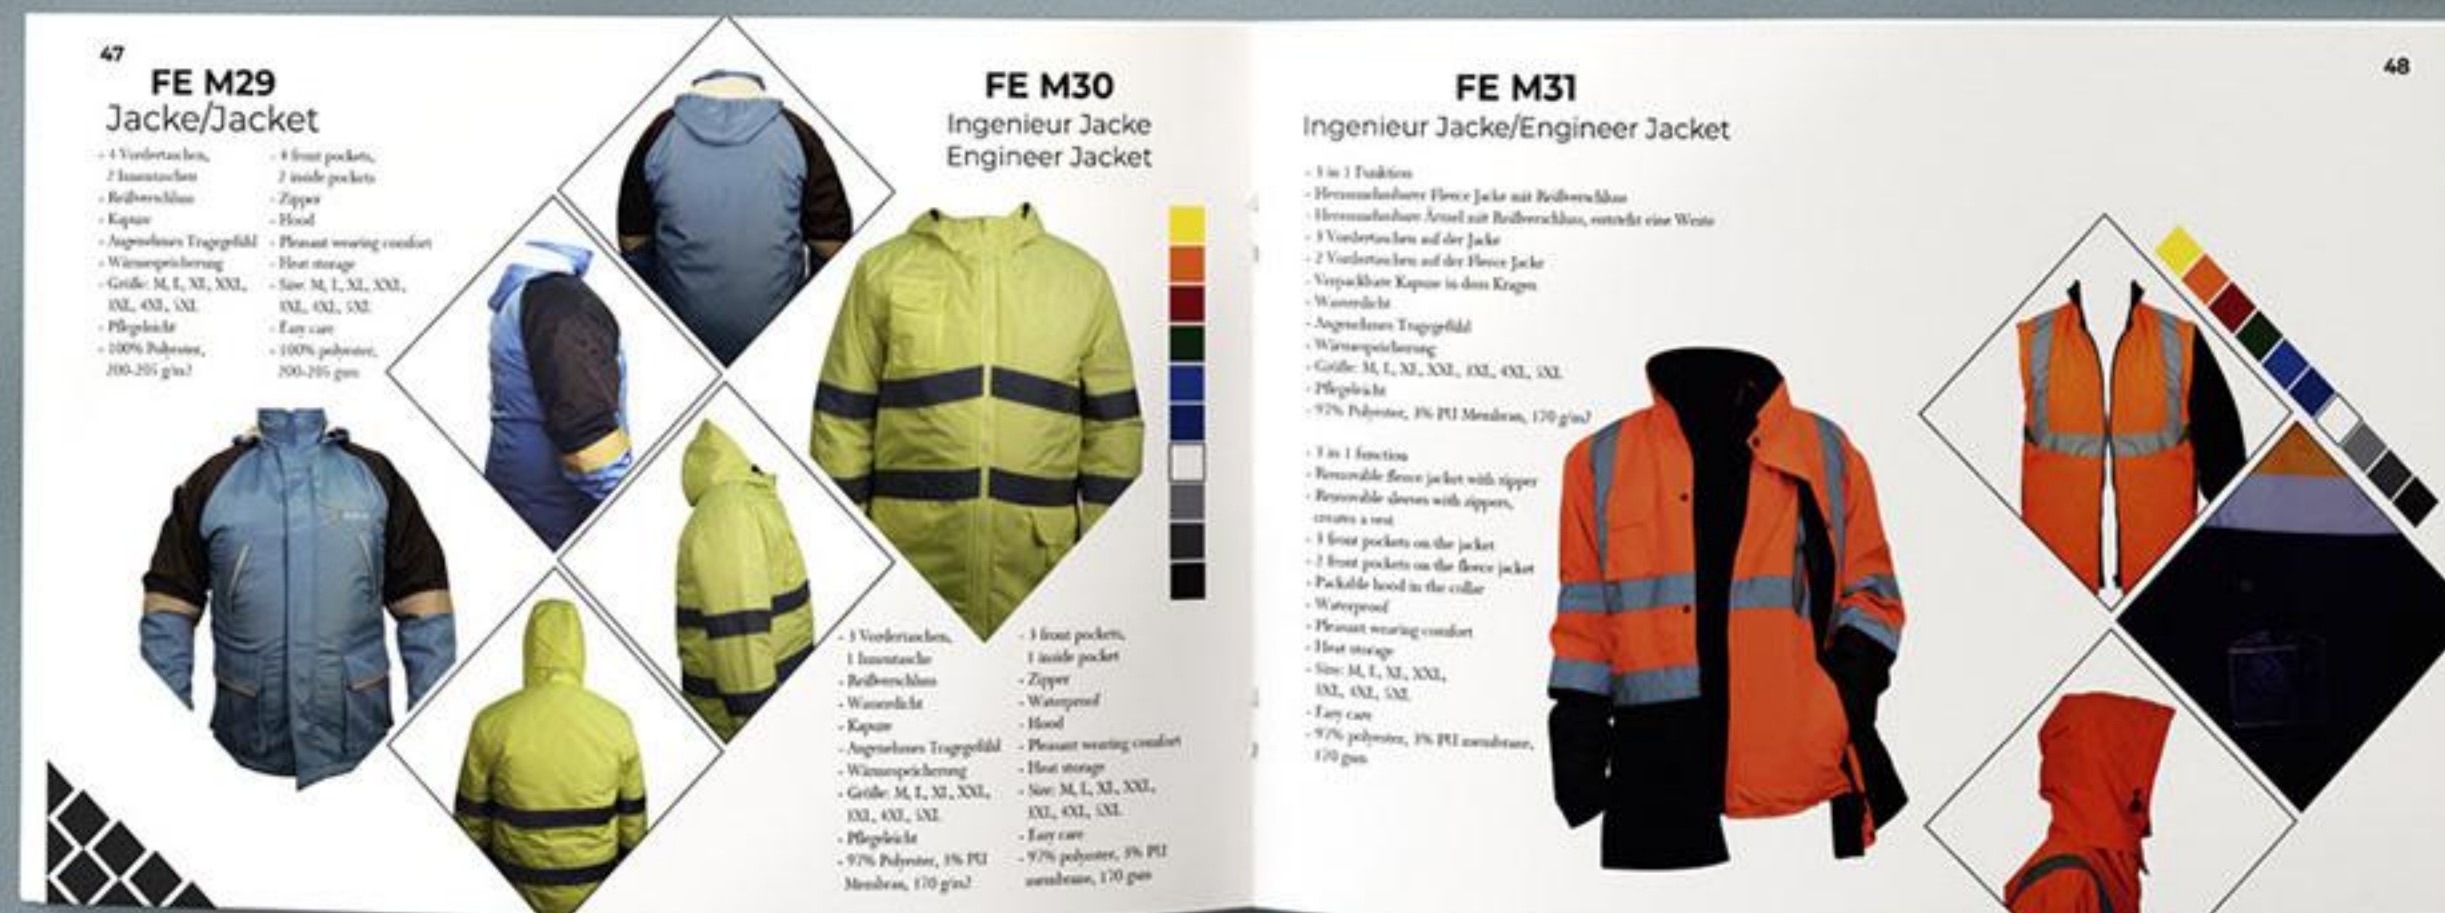 47
FE M29
Jacke/Jacket
- 4 Vordertaschen,
2 Innentaschen
- Reißverschluss
- Kapuze
- Angenehmes Tragegefühl
- Wärmespeicherung
- Größe: M, L, XL, XXL,
3XL, 4XL, 5XL
- Pflegeleicht
- 100% Polyester,
200-205 g/m2
- 4 front pockets,
2 inside pockets
- Zipper
- Hood
- Pleasant wearing comfort
- Heat storage
- Size: M, L, XL, XXL,
3XL, 4XL, 5XL
- Easy care
- 100% polyester,
200-205 gsm
FE M30
Ingenieur Jacke
Engineer Jacket
- 3 Vordertaschen,
1 Innentasche
- Reißverschluss
- Wasserdicht
- Kapuze
- Angenehmes Tragegefühl
- Wärmespeicherung
- Größe: M, L, XL, XXL,
3XL, 4XL, 5XL
- Pflegeleicht
- 97% Polyester, 3% PU
Membran, 170 g/m2
- 3 front pockets,
1 inside pocket
- Zipper
- Waterproof
- Hood
- Pleasant wearing comfort
- Heat storage
- Size: M, L, XL, XXL,
3XL, 4XL, 5XL
- Easy care
- 97% polyester, 3% PU
membrane, 170 gsm
48
FE M31
Ingenieur Jacke/Engineer Jacket
- 3 in 1 Funktion
- Herausnehmbarer Fleece Jacke mit Reißverschluss
- Herausnehmbare Ärmel mit Reißverschluss, entsteht eine Weste
- 3 Vordertaschen auf der Jacke
- 2 Vordertaschen auf der Fleece Jacke
- Verpackbare Kapuze in dem Kragen
- Wasserdicht
- Angenehmes Tragegefühl
- Wärmespeicherung
- Größe: M, L, XL, XXL, 3XL, 4XL, 5XL
- Pflegeleicht
- 97% Polyester, 3% PU Membran, 170 g/m2
- 3 in 1 function
- Removable fleece jacket with zipper
- Removable sleeves with zippers,
creates a vest
- 3 front pockets on the jacket
- 2 front pockets on the fleece jacket
- Packable hood in the collar
- Waterproof
- Pleasant wearing comfort
- Heat storage
- Size: M, L, XL, XXL,
3XL, 4XL, 5XL
- Easy care
- 97% polyester, 3% PU membrane,
170 gsm